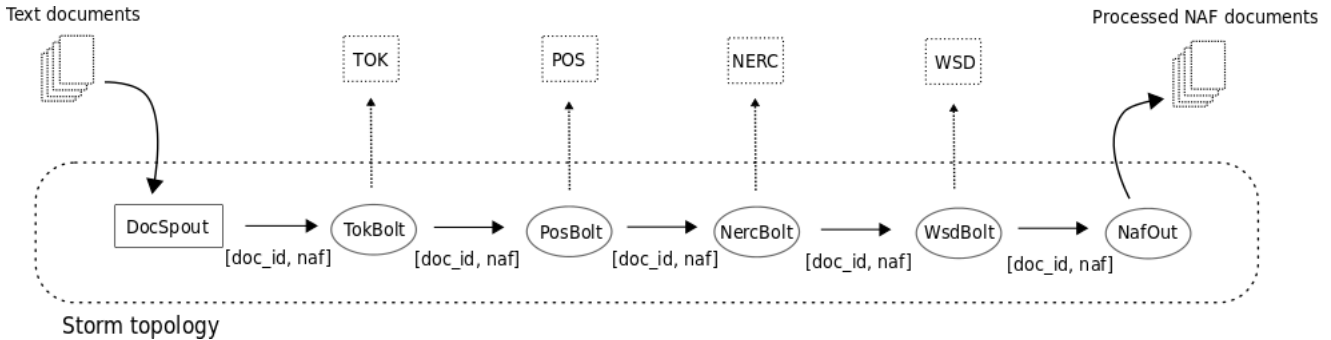 Text documents
Processed NAF documents
TOK
POS
NERC
WSD
DocSpout
TokBolt
PosBolt
NercBolt
WsdBolt
NafOut
[doc_id, naf]
[doc_id, naf]
[doc_id, naf]
[doc_id, naf]
[doc_id, naf]
Storm topology